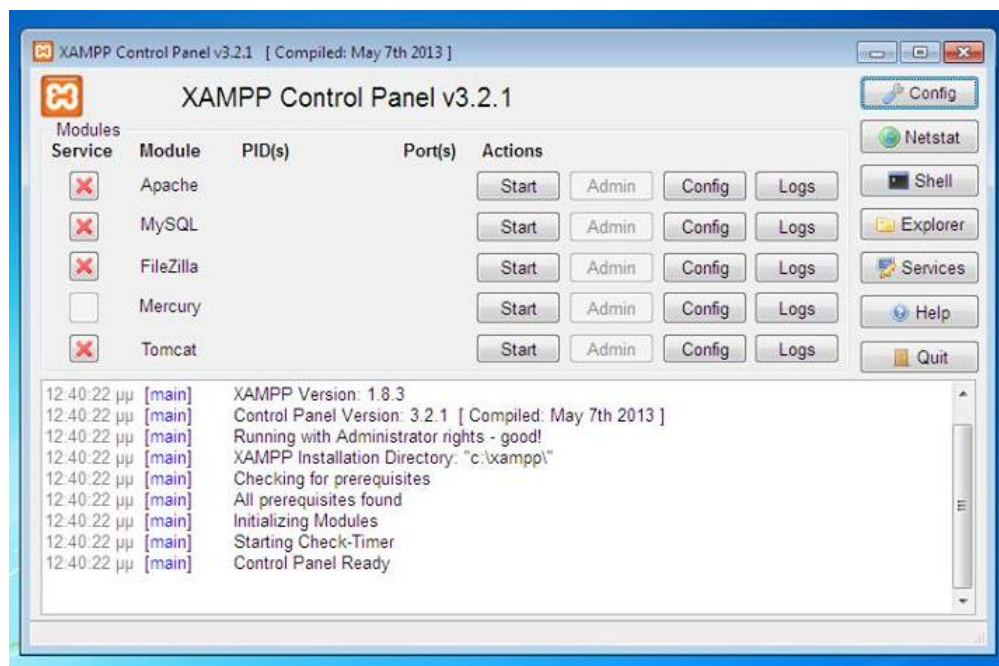 XAMPP Control Panel v3.2.1 [ Compiled: May 7th 2013 ]
XAMPP Control Panel v3.2.1
Config
Modules
Service Module PID(s) Port(s) Actions
Netstat
Apache Start Admin Config Logs
Shell
MySQL Start Admin Config Logs
Explorer
FileZilla Start Admin Config Logs
Services
Mercury Start Admin Config Logs
Help
Tomcat Start Admin Config Logs
Quit
12:40:22 μμ [main] XAMPP Version: 1.8.3
12:40:22 μμ [main] Control Panel Version: 3.2.1 [ Compiled: May 7th 2013 ]
12:40:22 μμ [main] Running with Administrator rights - good!
12:40:22 μμ [main] XAMPP Installation Directory: "c:\xampp\"
12:40:22 μμ [main] Checking for prerequisites
12:40:22 μμ [main] All prerequisites found
12:40:22 μμ [main] Initializing Modules
12:40:22 μμ [main] Starting Check-Timer
12:40:22 μμ [main] Control Panel Ready